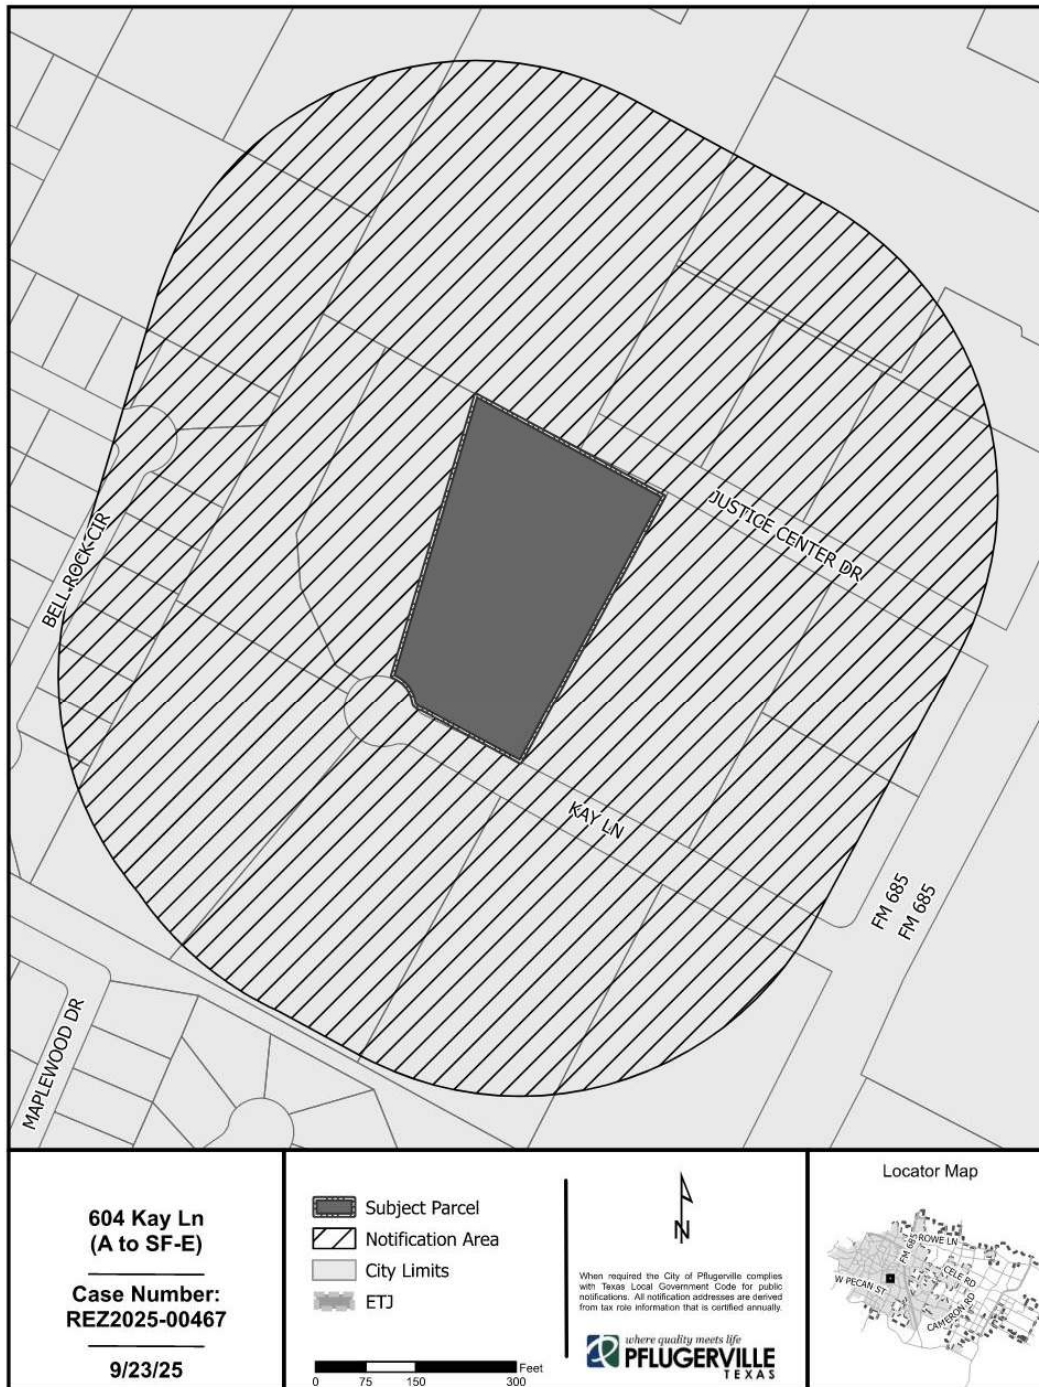 BELL ROCK CIR
JUSTICE CENTER DR
KAY LN
FM 685
FM 685
MAPLEWOOD DR
604 Kay Ln
(A to SF-E)
Case Number:
REZ2025-00467
9/23/25
Subject Parcel
Notification Area
City Limits
ETJ
Feet
0 75 150 300
N
When required the City of Pflugerville complies
with Texas Local Government Code for public
notifications. All notification addresses are derived
from tax role information that is certified annually.
where quality meets life
PFLUGERVILLE
TEXAS
Locator Map
ROWE LN
FM 685
CELE RD
W PECAN ST
CAMERON RD